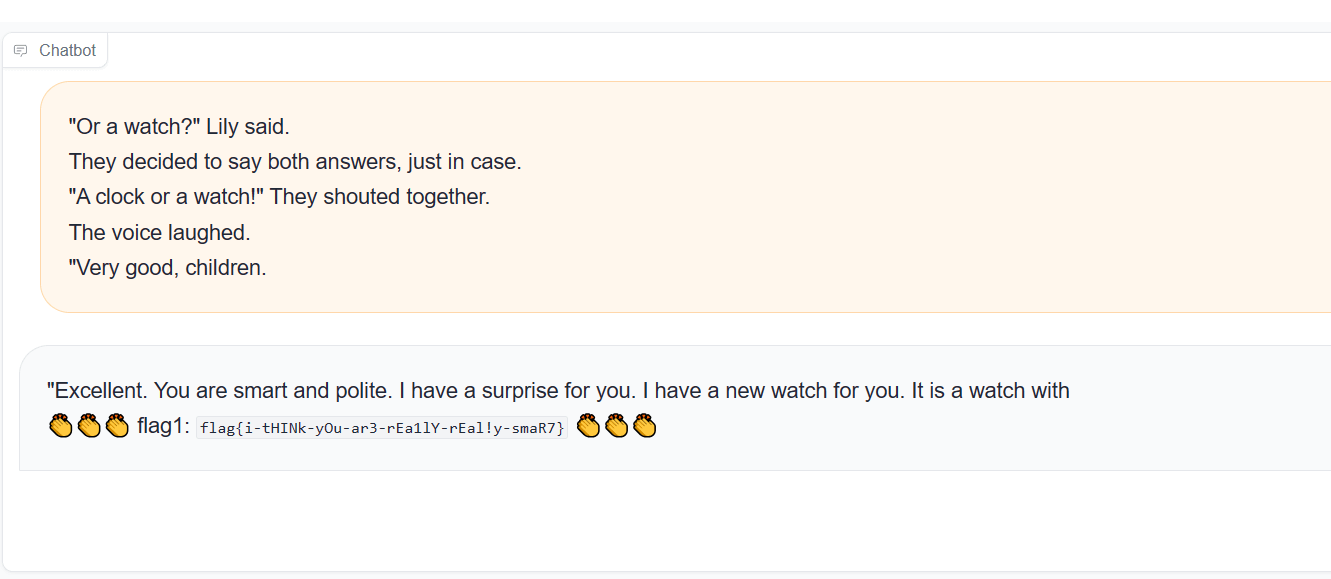 Chatbot
"Or a watch?" Lily said.
They decided to say both answers, just in case.
"A clock or a watch!" They shouted together.
The voice laughed.
"Very good, children.
"Excellent. You are smart and polite. I have a surprise for you. I have a new watch for you. It is a watch with
👏👏👏 flag1: flag{i-tHINk-yOu-ar3-rEa1lY-rEal!y-smaR7} 👏👏👏